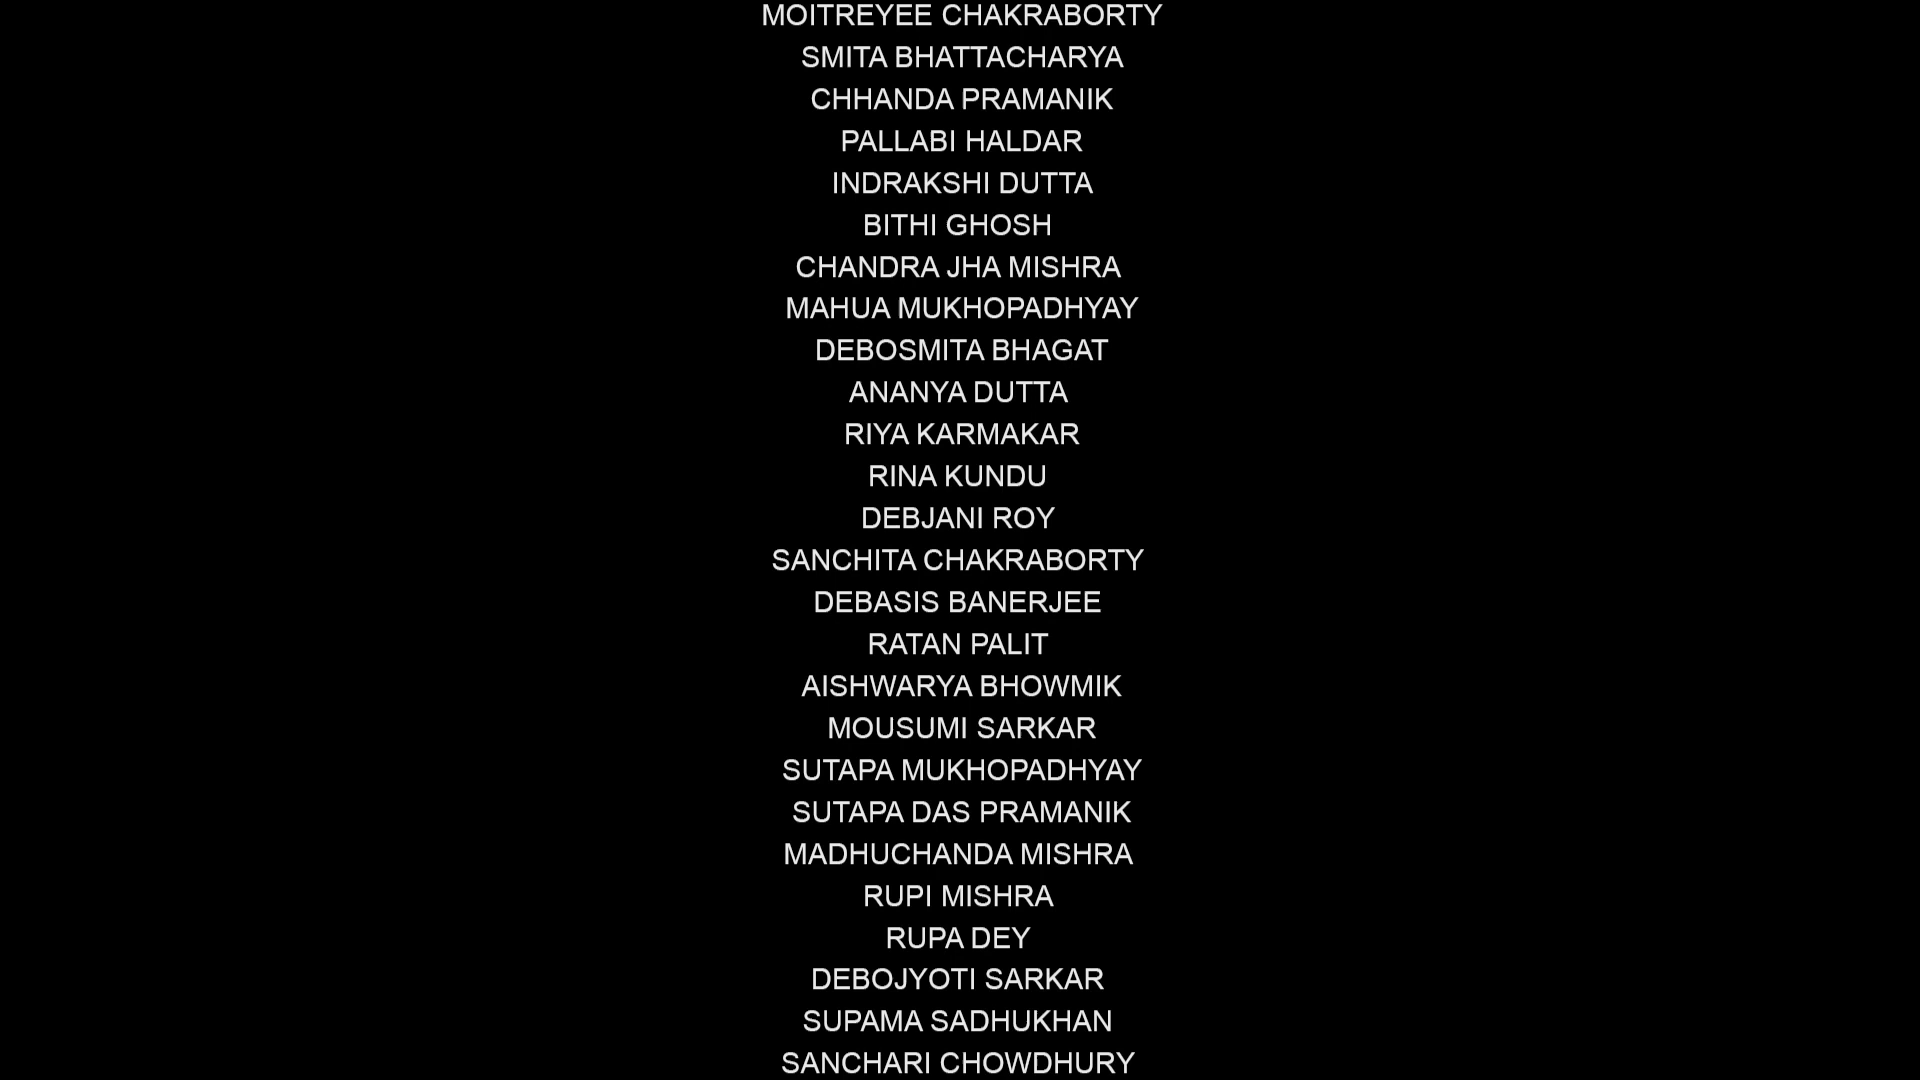 MOITREYEE CHAKRABORTY
SMITA BHATTACHARYA
CHHANDA PRAMANIK
PALLABI HALDAR
INDRAKSHI DUTTA
BITHI GHOSH
CHANDRA JHA MISHRA
MAHUA MUKHOPADHYAY
DEBOSMITA BHAGAT
ANANYA DUTTA
RIYA KARMAKAR
RINA KUNDU
DEBJANI ROY
SANCHITA CHAKRABORTY
DEBASIS BANERJEE
RATAN PALIT
AISHWARYA BHOWMIK
MOUSUMI SARKAR
SUTAPA MUKHOPADHYAY
SUTAPA DAS PRAMANIK
MADHUCHANDA MISHRA
RUPI MISHRA
RUPA DEY
DEBOJYOTI SARKAR
SUPAMA SADHUKHAN
SANCHARI CHOWDHURY